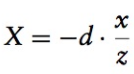 X = −d · x/z